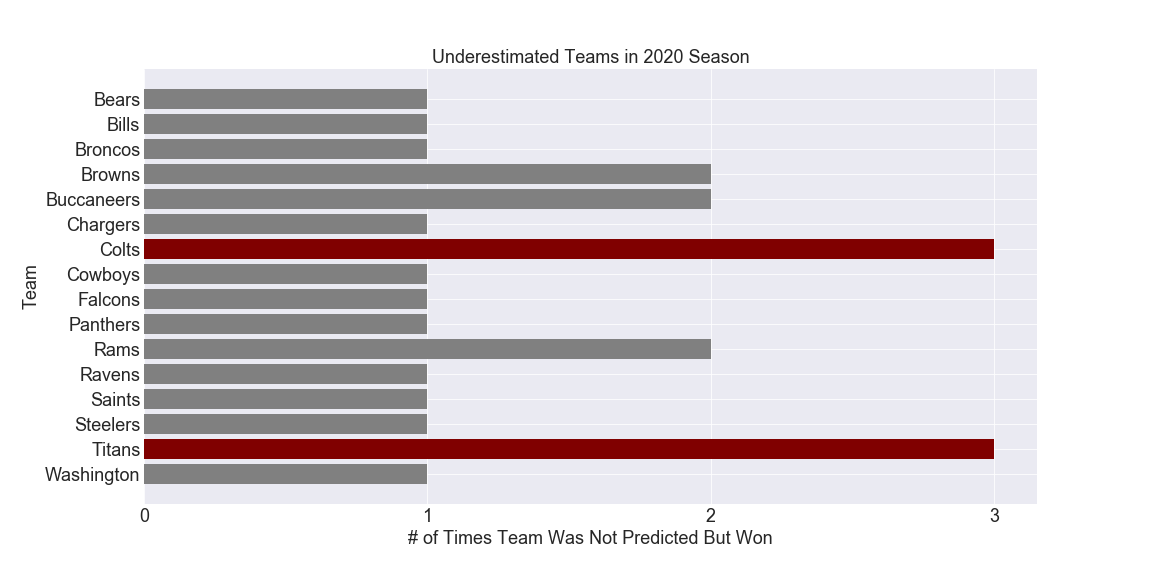 Underestimated Teams in 2020 Season
Team
Bears
Bills
Broncos
Browns
Buccaneers
Chargers
Colts
Cowboys
Falcons
Panthers
Rams
Ravens
Saints
Steelers
Titans
Washington
0 1 2 3
# of Times Team Was Not Predicted But Won